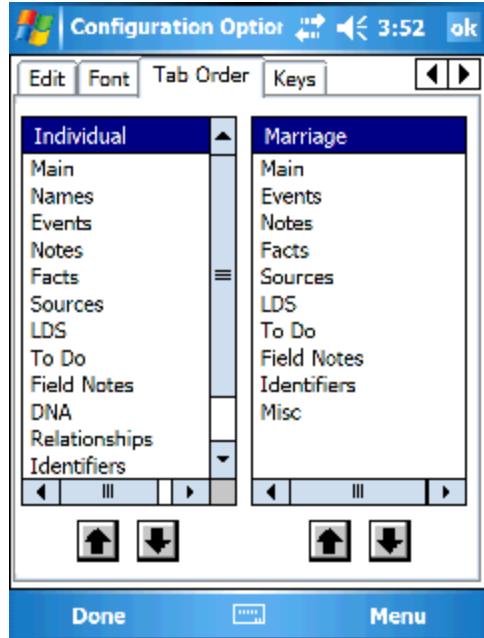 Configuration Optior 3:52 ok
Edit Font Tab Order Keys
Individual
Main
Names
Events
Notes
Facts
Sources
LDS
To Do
Field Notes
DNA
Relationships
Identifiers
Marriage
Main
Events
Notes
Facts
Sources
LDS
To Do
Field Notes
Identifiers
Misc
Done Menu